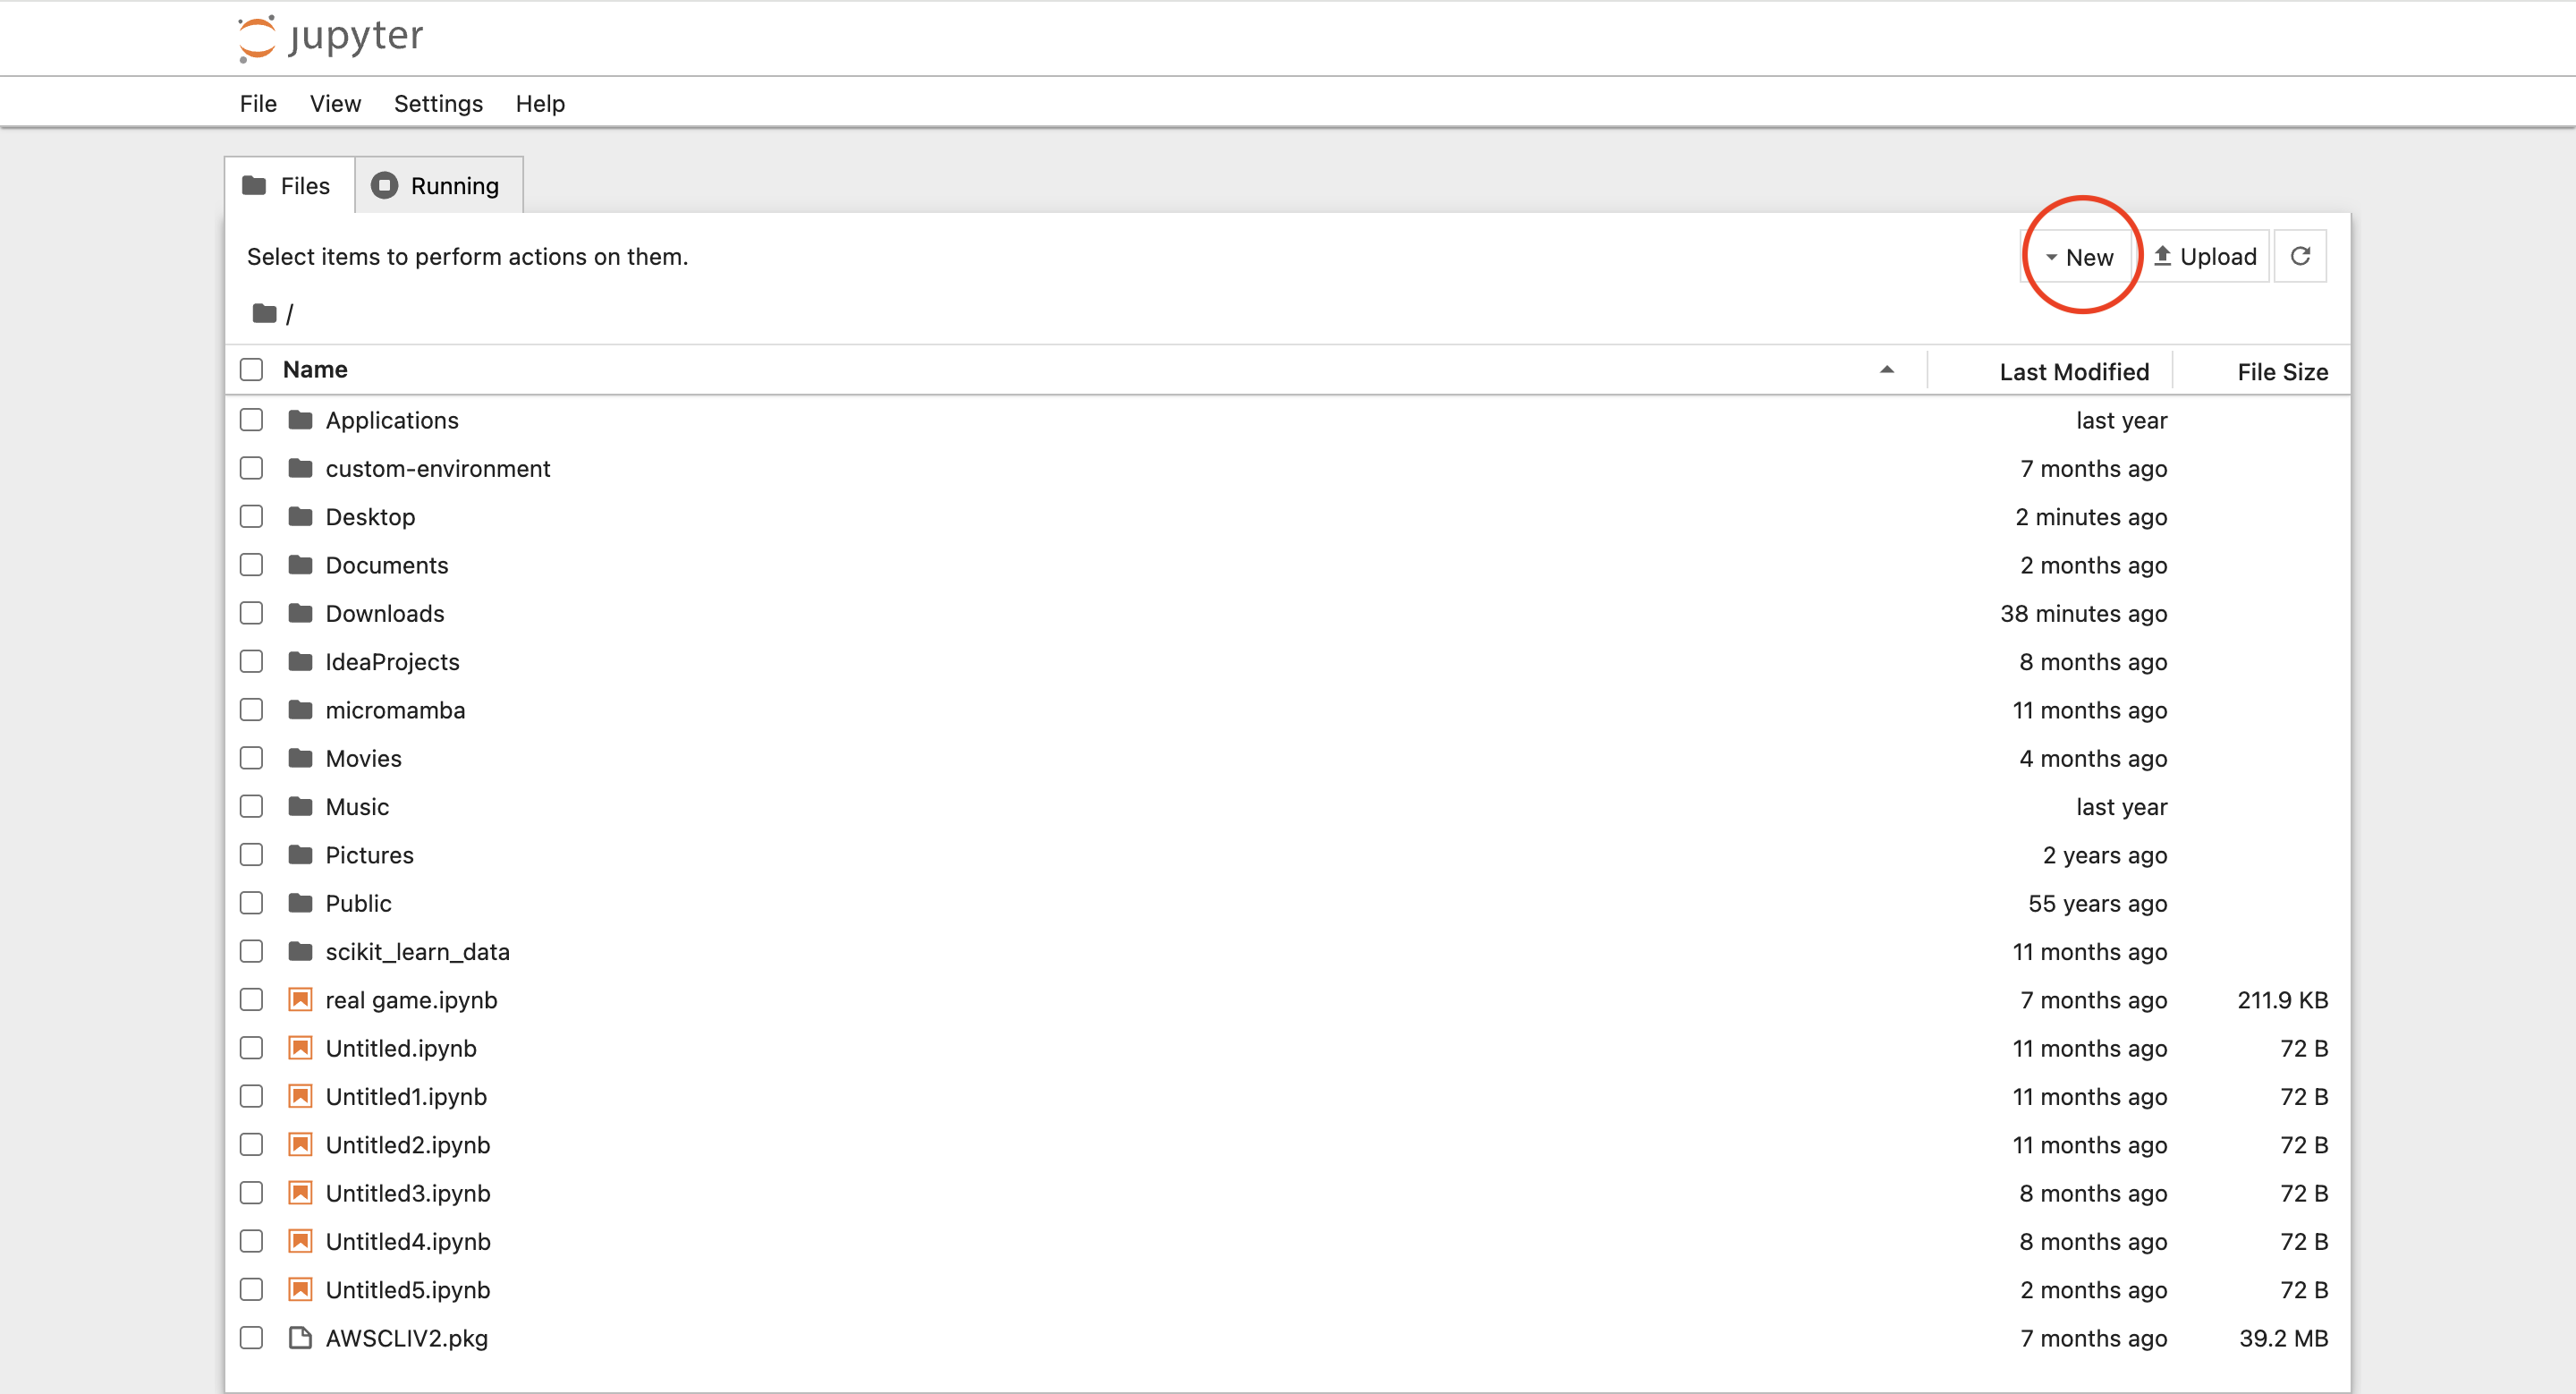 jupyter
File View Settings Help
Files Running
Select items to perform actions on them. New Upload
/
Name Last Modified File Size
Applications last year
custom-environment 7 months ago
Desktop 2 minutes ago
Documents 2 months ago
Downloads 38 minutes ago
IdeaProjects 8 months ago
micromamba 11 months ago
Movies 4 months ago
Music last year
Pictures 2 years ago
Public 55 years ago
scikit_learn_data 11 months ago
real game.ipynb 7 months ago 211.9 KB
Untitled.ipynb 11 months ago 72 B
Untitled1.ipynb 11 months ago 72 B
Untitled2.ipynb 11 months ago 72 B
Untitled3.ipynb 8 months ago 72 B
Untitled4.ipynb 8 months ago 72 B
Untitled5.ipynb 2 months ago 72 B
AWSCLIV2.pkg 7 months ago 39.2 MB